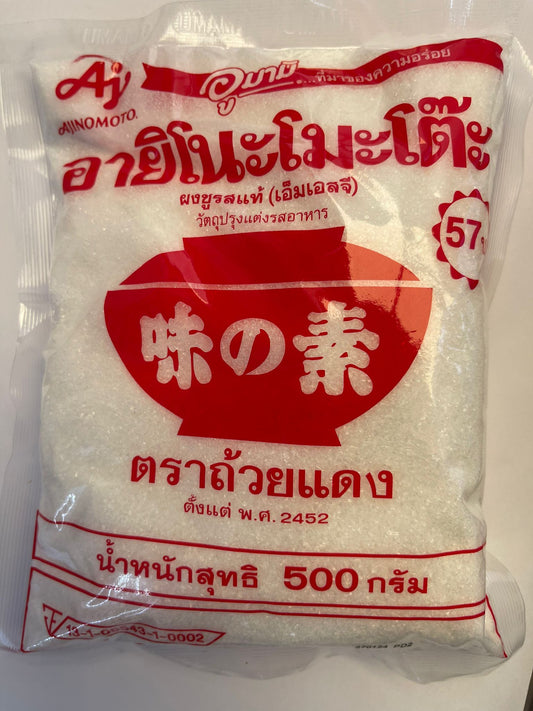 Aj
AJINOMOTO.
อูมามิ
...ที่มาของความอร่อย
อายิโนะโมะโต๊ะ
ผงชูรสแท้ (เอ็มเอสจี)
วัตถุปรุงแต่งรสอาหาร
57
味の素
ตราถ้วยแดง
ตั้งแต่ พ.ศ. 2452
น้ำหนักสุทธิ 500 กรัม